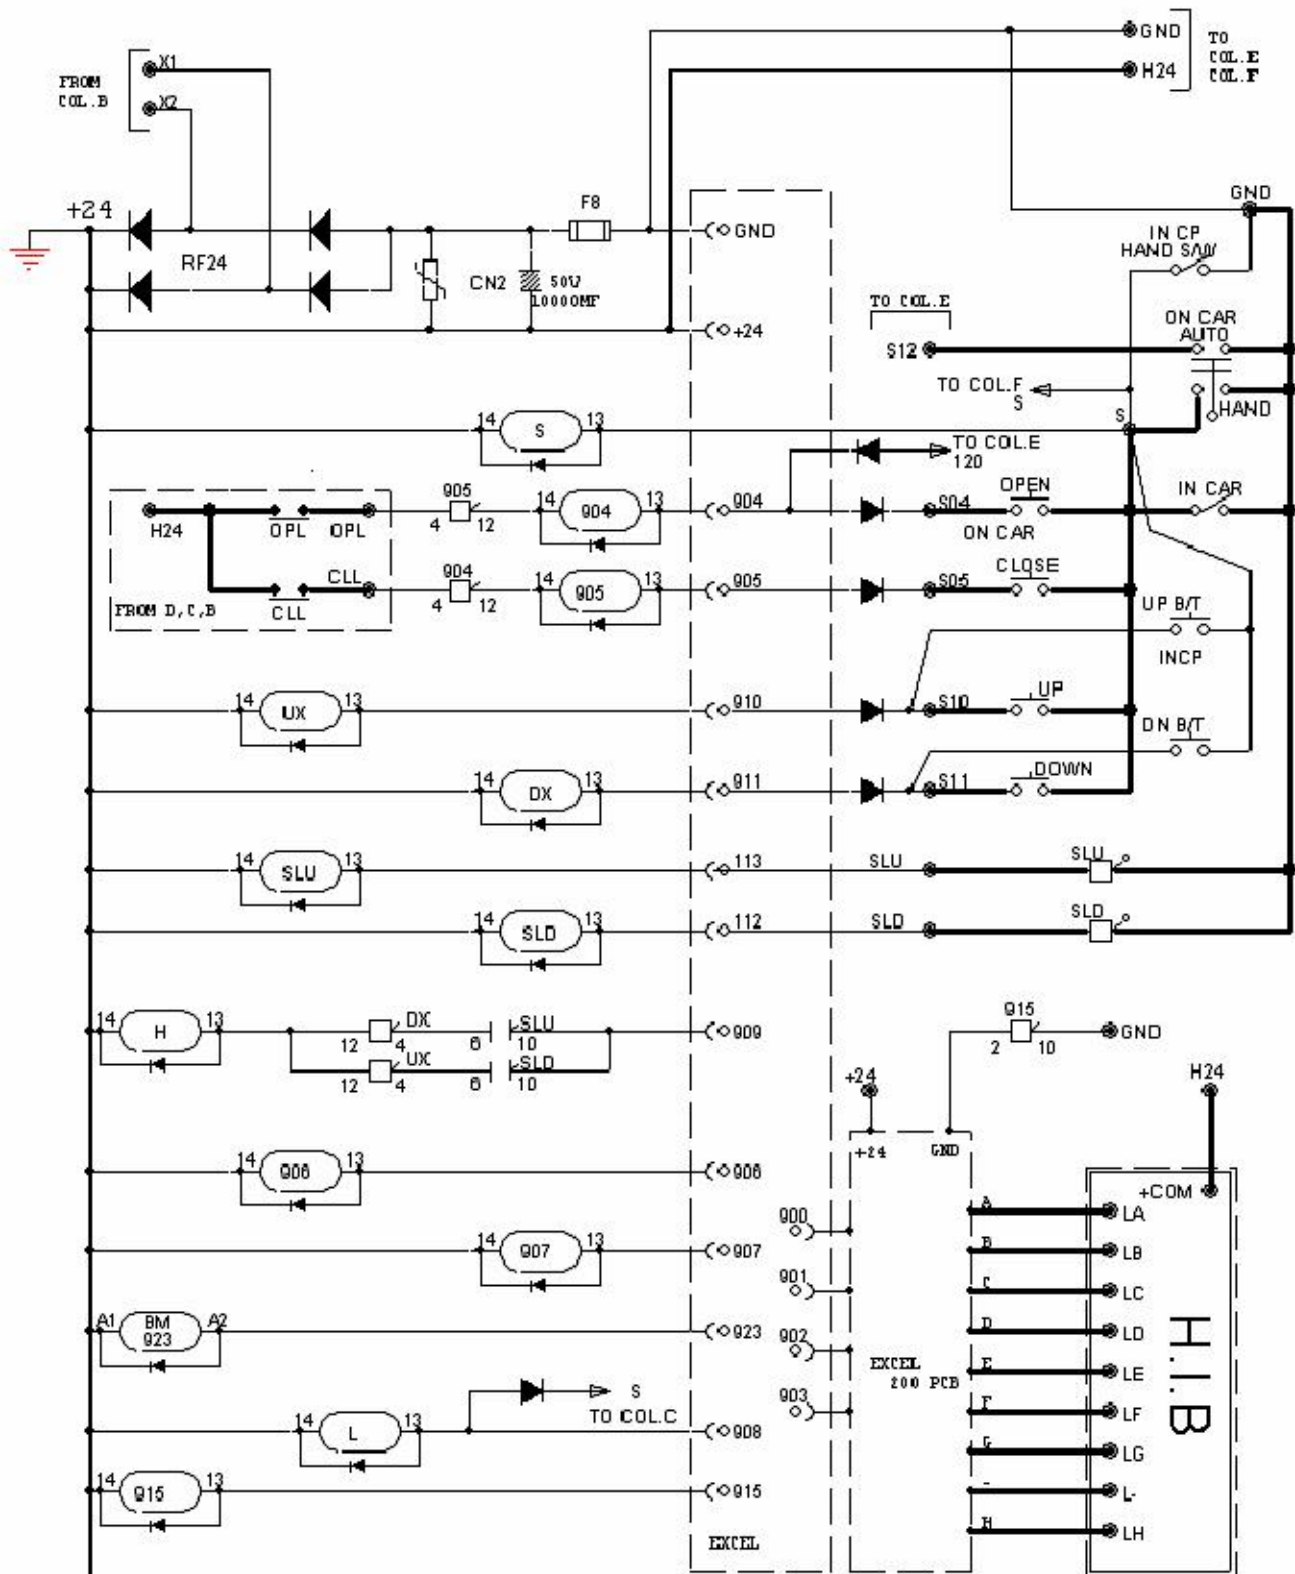 GND
TO
COL.E
COL.F
H24
X1
FROM
COL.B
X2
+24
RF24
F8
GND
GND
IN CP
HAND S/W
CN2
50V
10000MF
+24
TO COL.E
S12
ON CAR
AUTO
TO COL.F
S
HAND
S
14 S 13
TO COL.E
120
H24
OPL
OPL
905
4 12
14 904 13
904
S04
OPEN
ON CAR
IN CAR
CLL
CLL
FROM D,C,B
904
4 12
14 905 13
905
S05
CLOSE
UP B/T
INCP
14 UX 13
910
S10
UP
DN B/T
14 DX 13
911
S11
DOWN
14 SLU 13
113
SLU
SLU
14 SLD 13
112
SLD
SLD
14 H 13
DX
12 4
6
SLU
10
909
UX
12 4
6
SLD
10
915
2 10
GND
+24
H24
+24
GND
14 906 13
906
+COM
900
A LA
14 907 13
907
B LB
901
C LC
A1 BM A2
923
923
902
D LD
EXCEL
200 PCB
E LE
903
F LF
S
TO COL.C
14 L 13
908
G LG
14 915 13
915
- L-
H LH
H.I.B
EXCEL